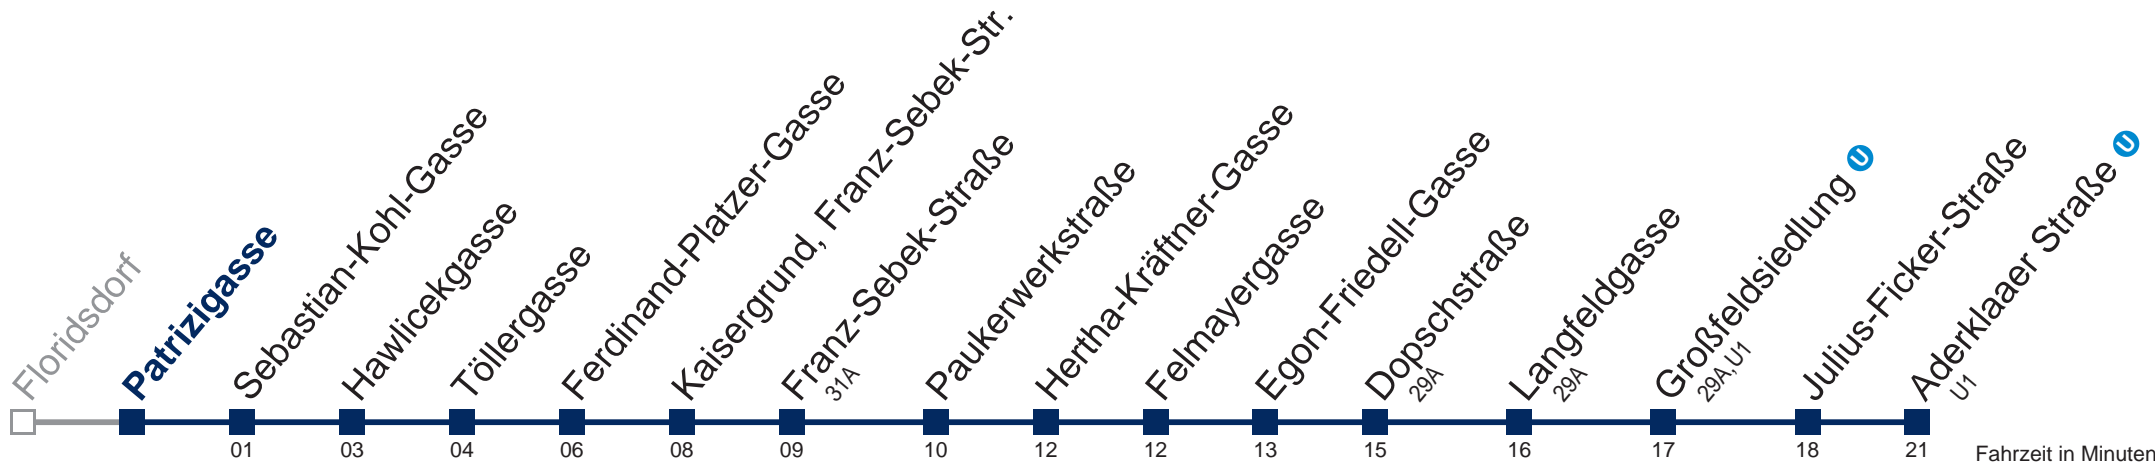 Floridsdorf
Patrizigasse
Sebastian-Kohl-Gasse
Hawlicekgasse
Töllergasse
Ferdinand-Platzer-Gasse
Kaisergrund, Franz-Sebek-Str.
Franz-Sebek-Straße
31A
Paukerwerkstraße
Hertha-Kräftner-Gasse
Felmayergasse
Egon-Friedell-Gasse
Dopschstraße
29A
Langfeldgasse
29A
Großfeldsiedlung U
29A, U1
Julius-Ficker-Straße
Aderklaaer Straße U
U1
01 03 04 06 08 09 10 12 12 13 15 16 17 18 21 Fahrzeit in Minuten